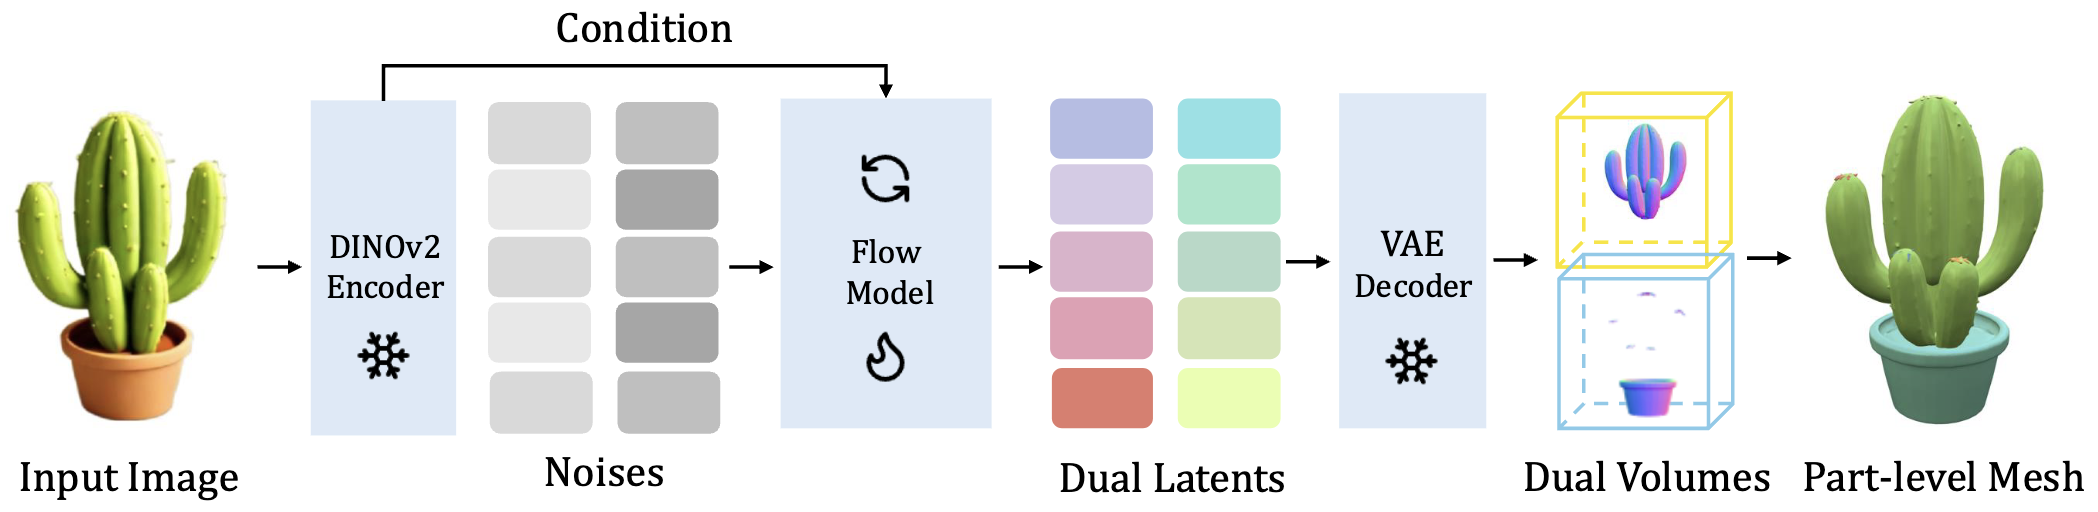 Condition
DINOv2
Encoder
Flow
Model
VAE
Decoder
Input Image
Noises
Dual Latents
Dual Volumes
Part-level Mesh